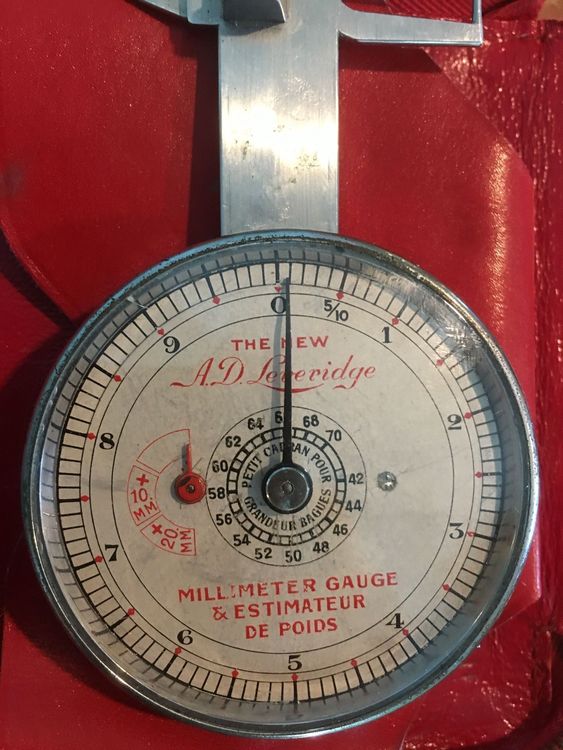 0
5/10
1
2
3
4
5
6
7
8
9
THE NEW
A.D. Leveridge
64 68
62 70
60
58 42
56 44
54 46
52 50 48
PETIT CADRAN POUR
GRANDEUR BAGUES
+
10
MM
+
20
MM
MILLIMETER GAUGE
& ESTIMATEUR
DE POIDS